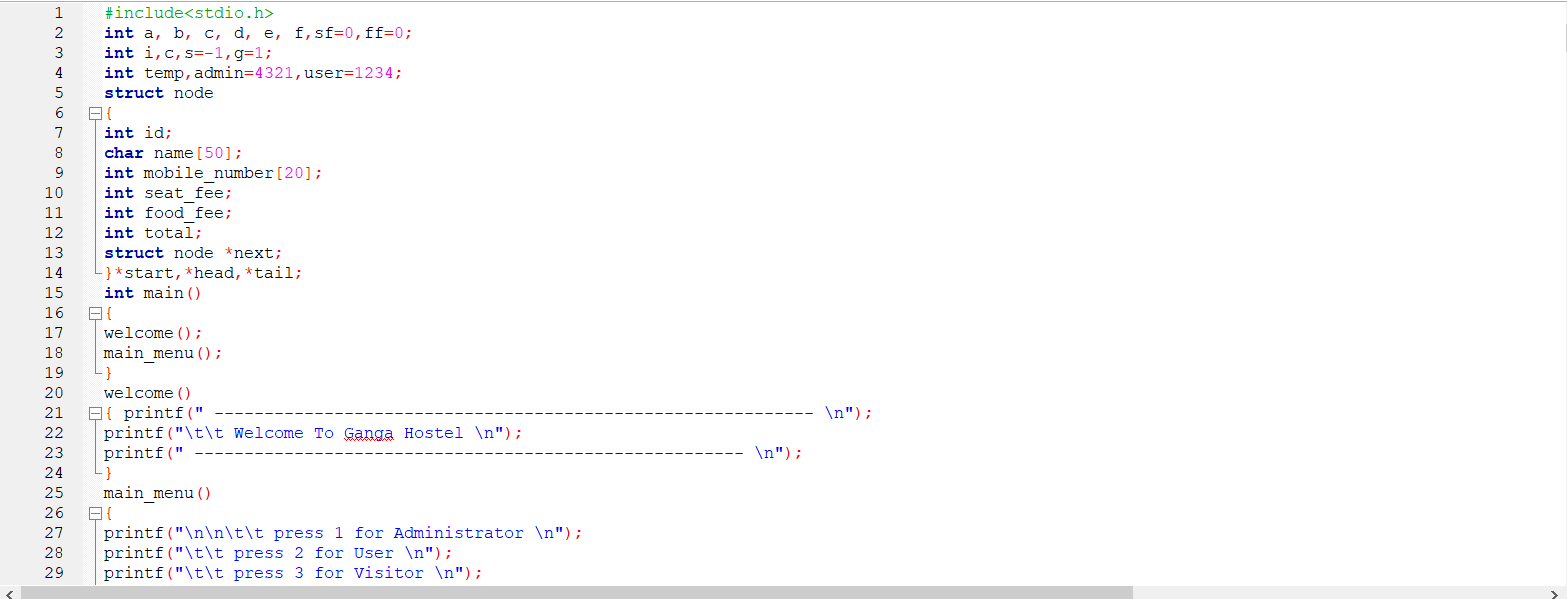 1 #include<stdio.h>
2 int a, b, c, d, e, f,sf=0,ff=0;
3 int i,c,s=-1,g=1;
4 int temp,admin=4321,user=1234;
5 struct node
6 {
7 int id;
8 char name[50];
9 int mobile_number[20];
10 int seat_fee;
11 int food_fee;
12 int total;
13 struct node *next;
14 }*start,*head,*tail;
15 int main()
16 {
17 welcome();
18 main_menu();
19 }
20 welcome()
21 { printf(" ------------------------------------------------------------ \n");
22 printf("\t\t Welcome To Ganga Hostel \n");
23 printf(" ------------------------------------------------------- \n");
24 }
25 main_menu()
26 {
27 printf("\n\n\t\t press 1 for Administrator \n");
28 printf("\t\t press 2 for User \n");
29 printf("\t\t press 3 for Visitor \n");